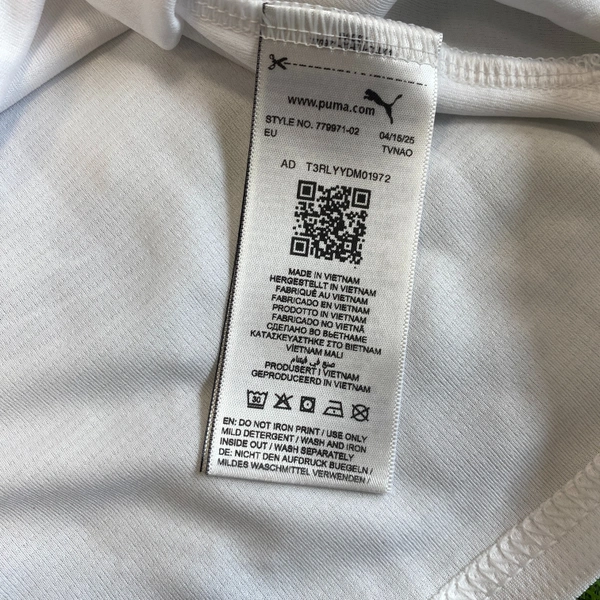 www.puma.com
STYLE NO. 779971-02 04/15/25
EU TVNAO
AD T3RLYYDM01972
MADE IN VIETNAM
HERGESTELLT IN VIETNAM
FABRIQUÉ AU VIETNAM
FABRICADO EN VIETNAM
PRODOTTO IN VIETNAM
FABRICADO NO VIETNÃ
СДЕЛАНО ВО ВЬЕТНАМЕ
ΚΑΤΑΣΚΕΥΑΣΤΗΚΕ ΣΤΟ ΒΙΕΤΝΑΜ
VİETNAM MALI
صنع في فيتنام
PRODUSERT I VIETNAM
GEPRODUCEERD IN VIETNAM
30
EN: DO NOT IRON PRINT / USE ONLY
MILD DETERGENT / WASH AND IRON
INSIDE OUT / WASH SEPARATELY
DE: NICHT DEN AUFDRUCK BUEGELN /
MILDES WASCHMITTEL VERWENDEN /